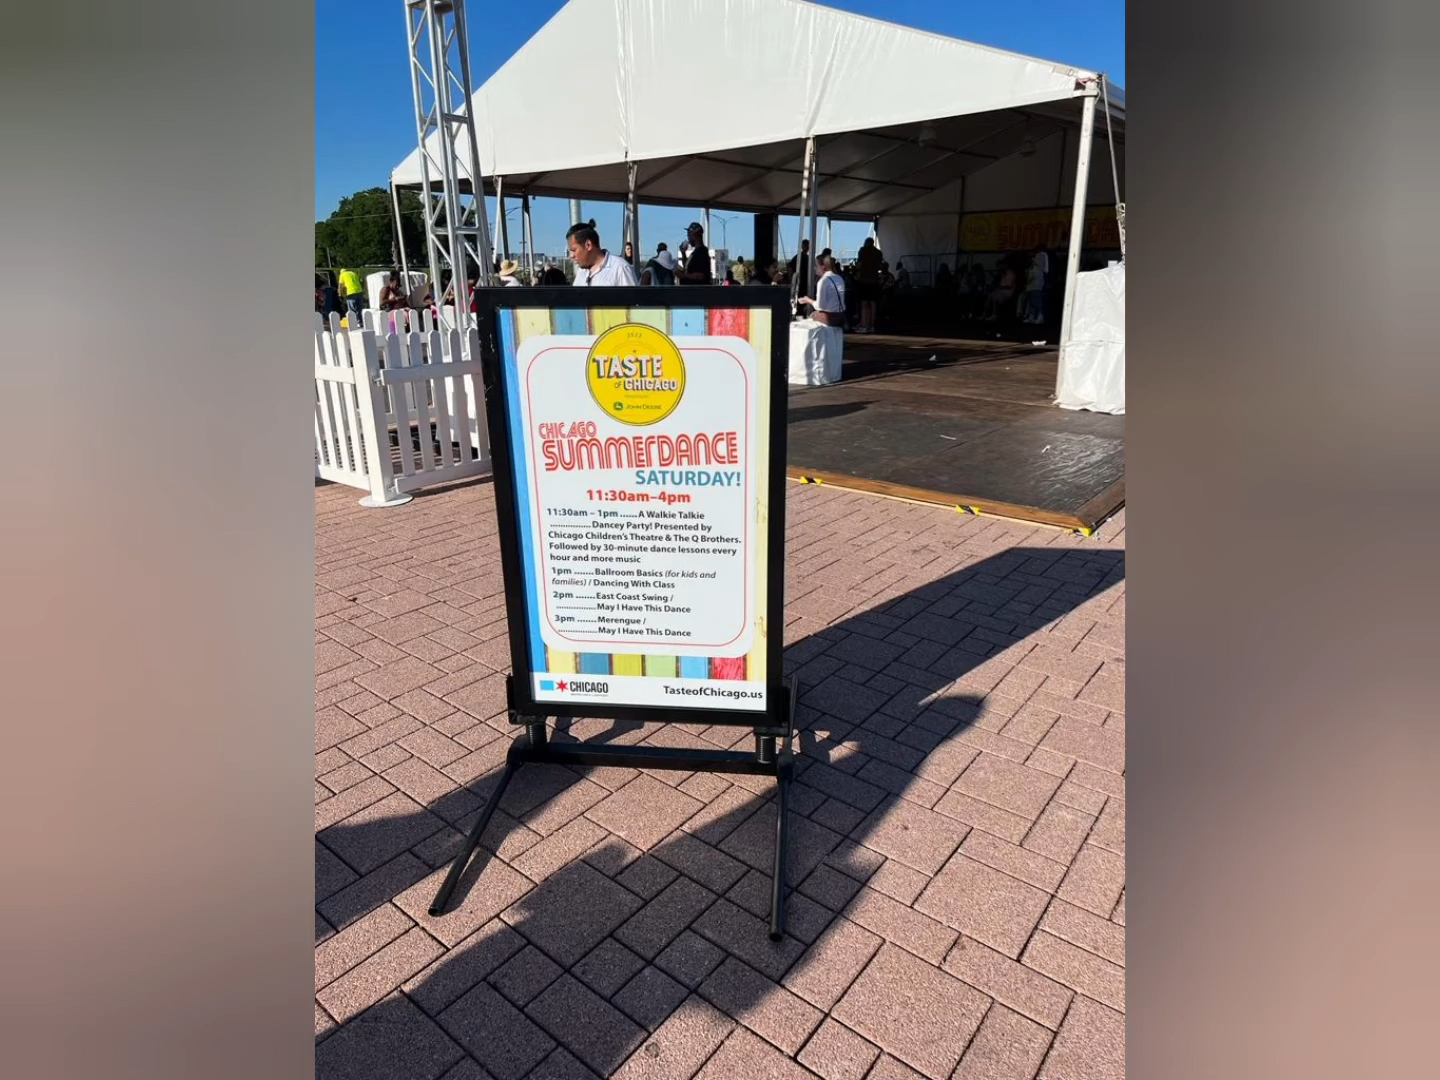 TASTE
OF CHICAGO
JOHN DEERE
CHICAGO
SUMMERDANCE
SATURDAY!
11:30am–4pm
11:30am – 1pm ...... A Walkie Talkie
................ Dancey Party! Presented by
Chicago Children's Theatre & The Q Brothers.
Followed by 30-minute dance lessons every
hour and more music
1pm ....... Ballroom Basics (for kids and
families) / Dancing With Class
2pm ....... East Coast Swing /
................ May I Have This Dance
3pm ....... Merengue /
................ May I Have This Dance
CHICAGO
TasteofChicago.us